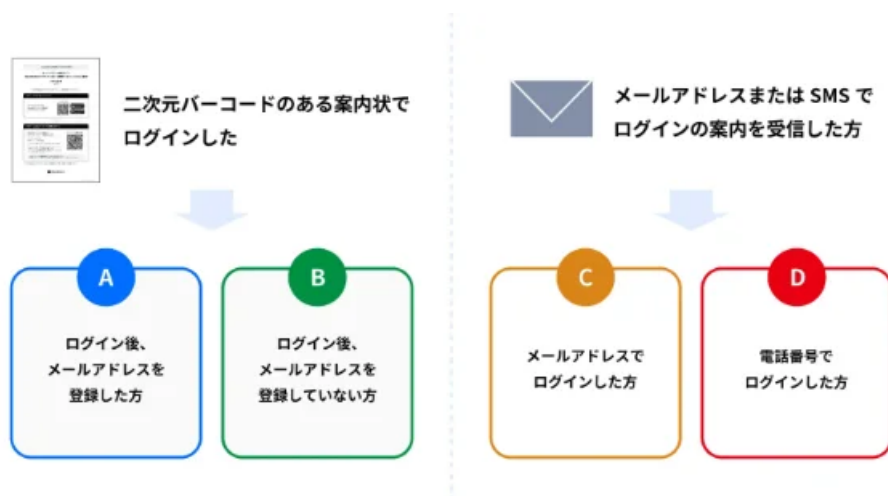 二次元バーコードのある案内状で
ログインした
メールアドレスまたは SMS で
ログインの案内を受信した方
A
ログイン後、
メールアドレスを
登録した方
B
ログイン後、
メールアドレスを
登録していない方
C
メールアドレスで
ログインした方
D
電話番号で
ログインした方